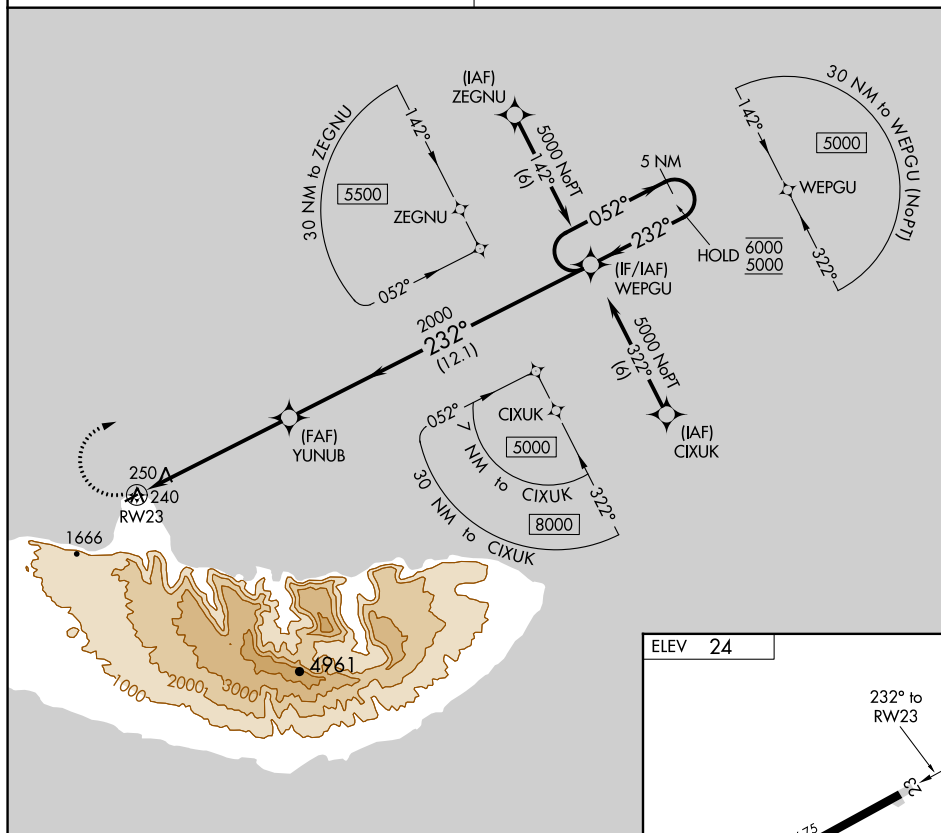 (IAF)
ZEGNU
30 NM to ZEGNU
142°
5500
ZEGNU
052°
5000 NoPT
142°
(6)
5 NM
052°
232°
HOLD 6000
5000
(IF/IAF)
WEPGU
30 NM to WEPGU (NoPT)
142°
5000
WEPGU
322°
2000
232°
(12.1)
5000 NoPT
322°
(6)
(IAF)
CIXUK
052°
CIXUK
5000
7 NM to CIXUK
322°
8000
30 NM to CIXUK
(FAF)
YUNUB
250
240
RW23
1666
4961
1000
2000
3000
ELEV 24
232° to
RW23
23